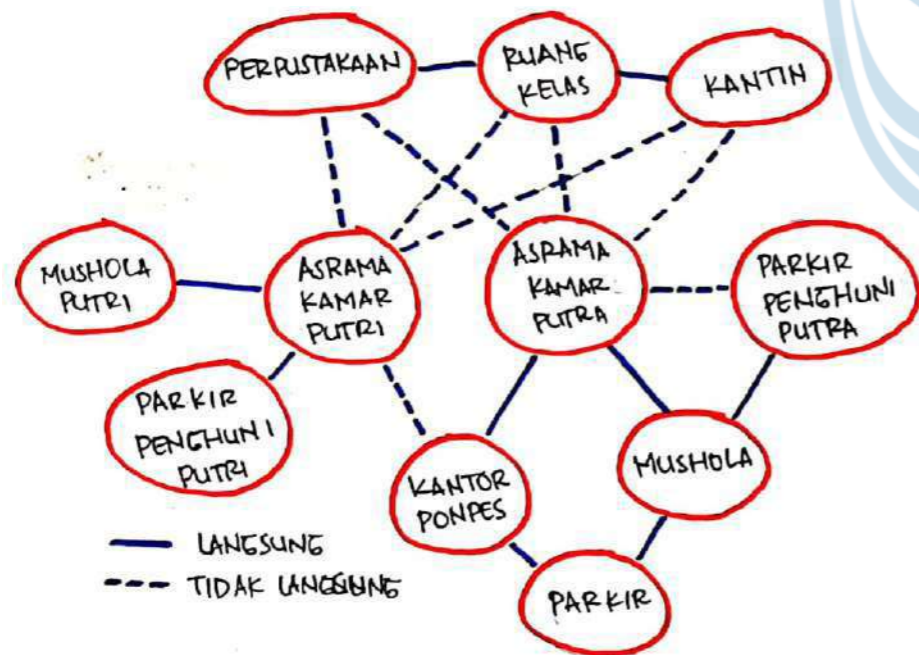 PERPUSTAKAAN
RUANG
KELAS
KANTIN
MUSHOLA
PUTRI
ASRAMA
KAMAR
PUTRI
ASRAMA
KAMAR
PUTRA
PARKIR
PENGHUNI
PUTRA
PARKIR
PENGHUNI
PUTRI
KANTOR
PONPES
MUSHOLA
PARKIR
LANGSUNG
TIDAK LANGSUNG